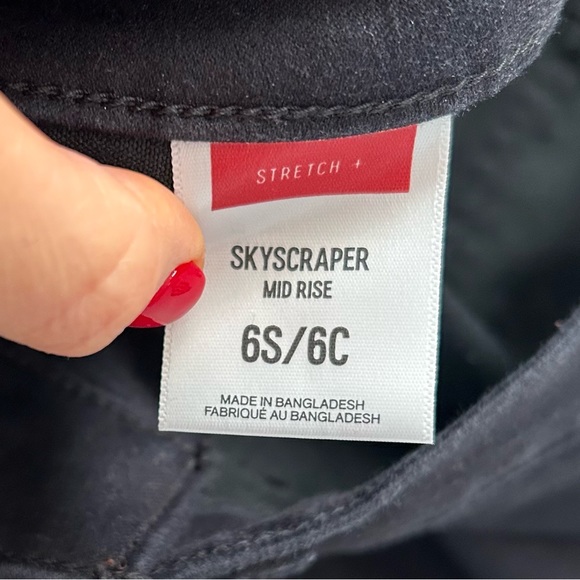 STRETCH +
SKYSCRAPER
MID RISE
6S/6C
MADE IN BANGLADESH
FABRIQUÉ AU BANGLADESH